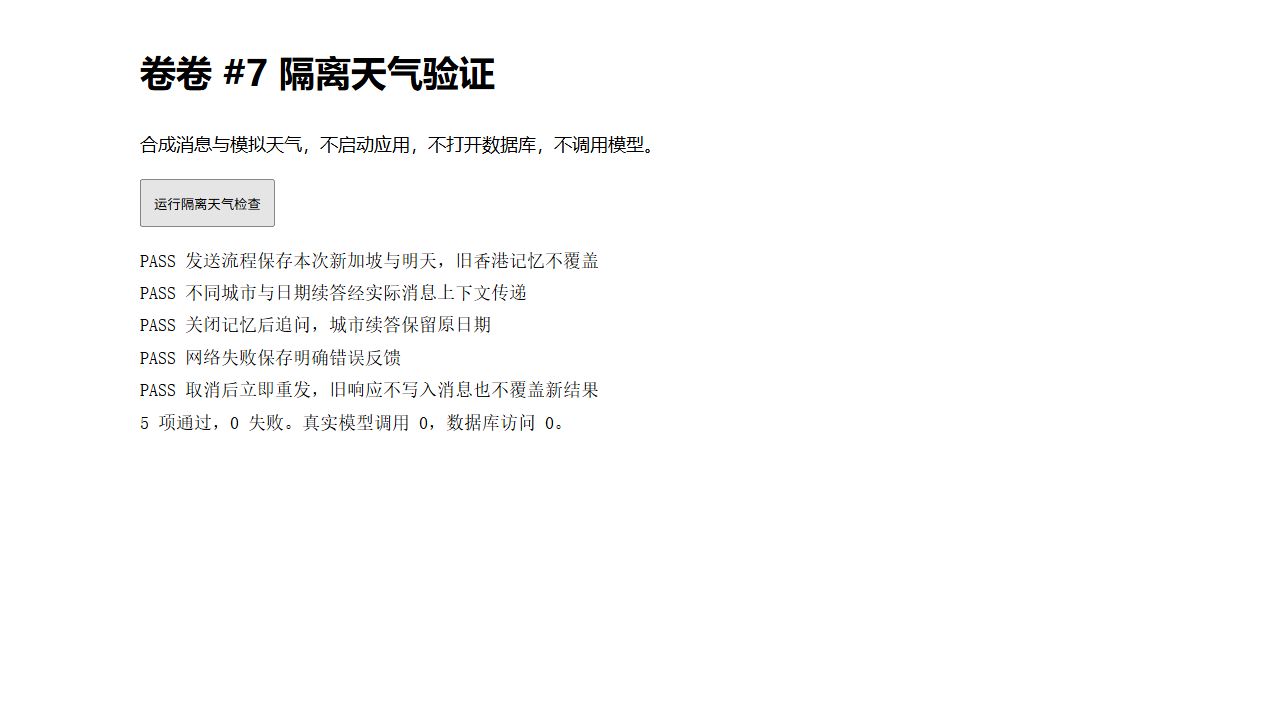 卷卷 #7 隔离天气验证
合成消息与模拟天气，不启动应用，不打开数据库，不调用模型。
运行隔离天气检查
PASS 发送流程保存本次新加坡与明天，旧香港记忆不覆盖
PASS 不同城市与日期续答经实际消息上下文传递
PASS 关闭记忆后追问，城市续答保留原日期
PASS 网络失败保存明确错误反馈
PASS 取消后立即重发，旧响应不写入消息也不覆盖新结果
5 项通过，0 失败。真实模型调用 0，数据库访问 0。